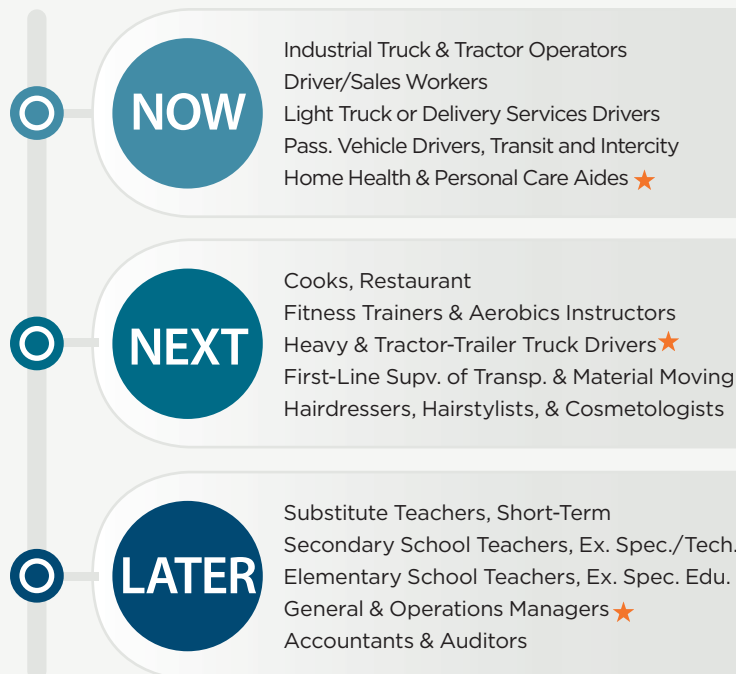 NOW
Industrial Truck & Tractor Operators
Driver/Sales Workers
Light Truck or Delivery Services Drivers
Pass. Vehicle Drivers, Transit and Intercity
Home Health & Personal Care Aides
NEXT
Cooks, Restaurant
Fitness Trainers & Aerobics Instructors
Heavy & Tractor-Trailer Truck Drivers
First-Line Supv. of Transp. & Material Moving
Hairdressers, Hairstylists, & Cosmetologists
LATER
Substitute Teachers, Short-Term
Secondary School Teachers, Ex. Spec./Tech.
Elementary School Teachers, Ex. Spec. Edu.
General & Operations Managers
Accountants & Auditors